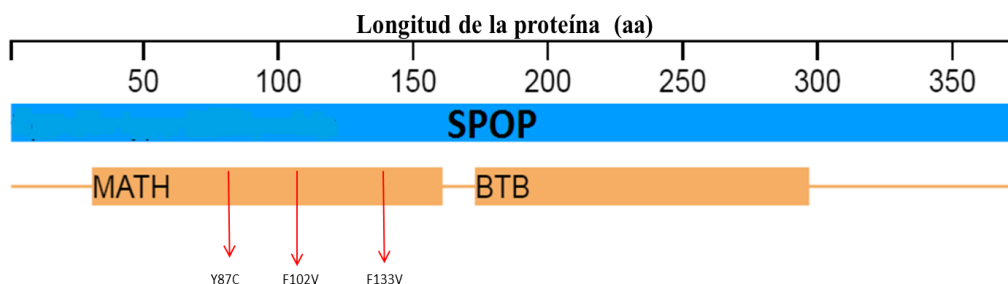 Longitud de la proteína (aa)
50 100 150 200 250 300 350
SPOP
MATH BTB
Y87C F102V F133V